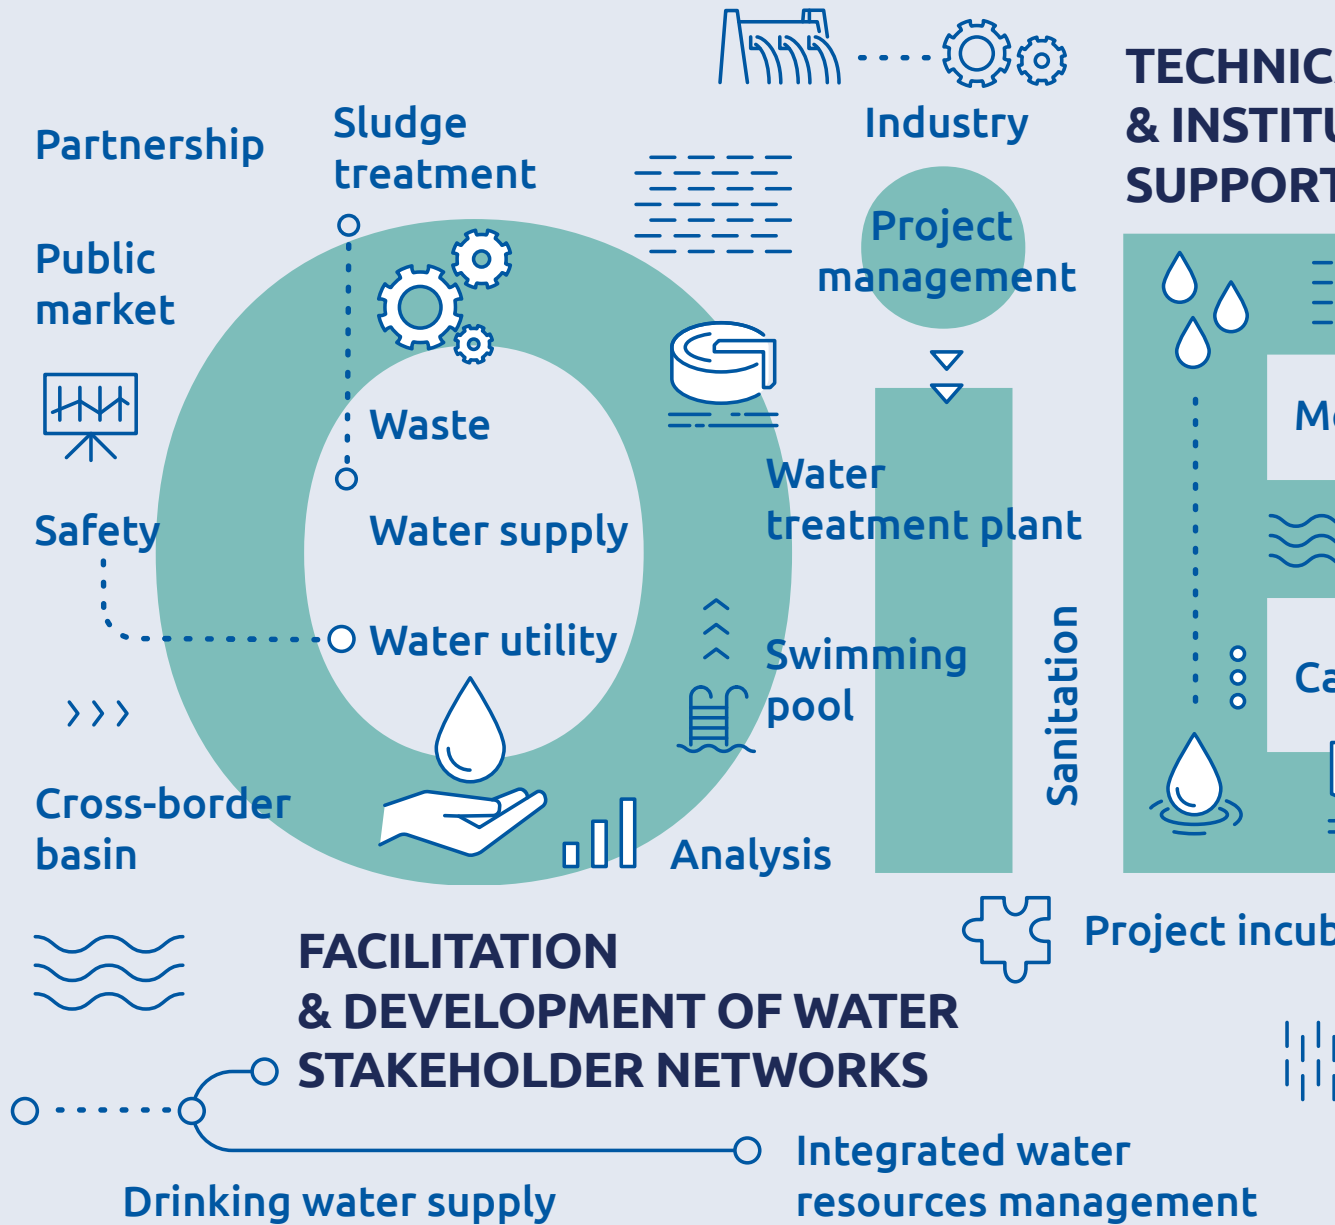 Industry
TECHNICA
& INSTITU
SUPPORT
Partnership
Sludge
treatment
Project
management
Public
market
Waste
Water
treatment plant
Safety
Water supply
Water utility
Swimming
pool
Sanitation
Cross-border
basin
Analysis
OiE
Project incub
FACILITATION
& DEVELOPMENT OF WATER
STAKEHOLDER NETWORKS
Integrated water
resources management
Drinking water supply